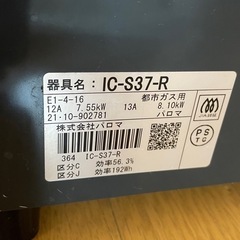 器具名: IC-S37-R
E1-4-16 都市ガス用
12A 7.55kW 13A 8.10kW
21·10-902781 パロマ
株式会社パロマ
364 IC-S37-R
区分C 効率56.3%
区分J 効率192Wh
PS
TG